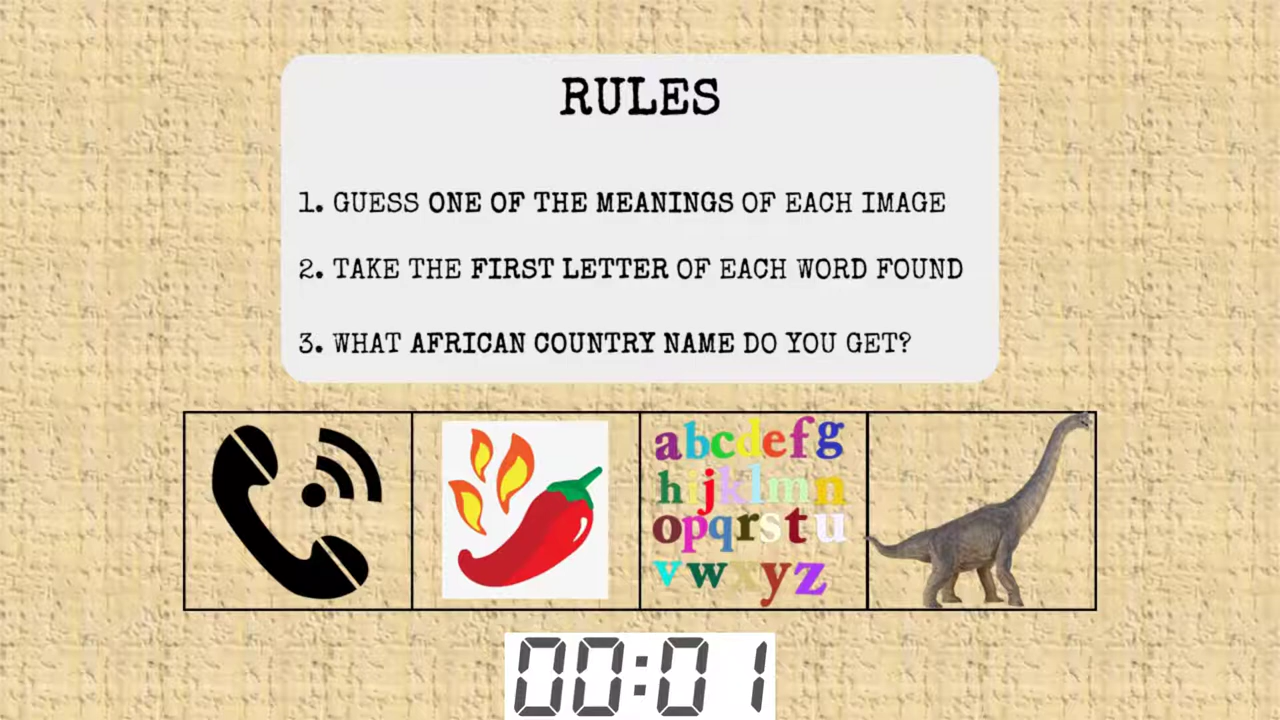 RULES
1. GUESS ONE OF THE MEANINGS OF EACH IMAGE
2. TAKE THE FIRST LETTER OF EACH WORD FOUND
3. WHAT AFRICAN COUNTRY NAME DO YOU GET?
abcdefg
hijklmn
opqrstu
vwxyz
00:01